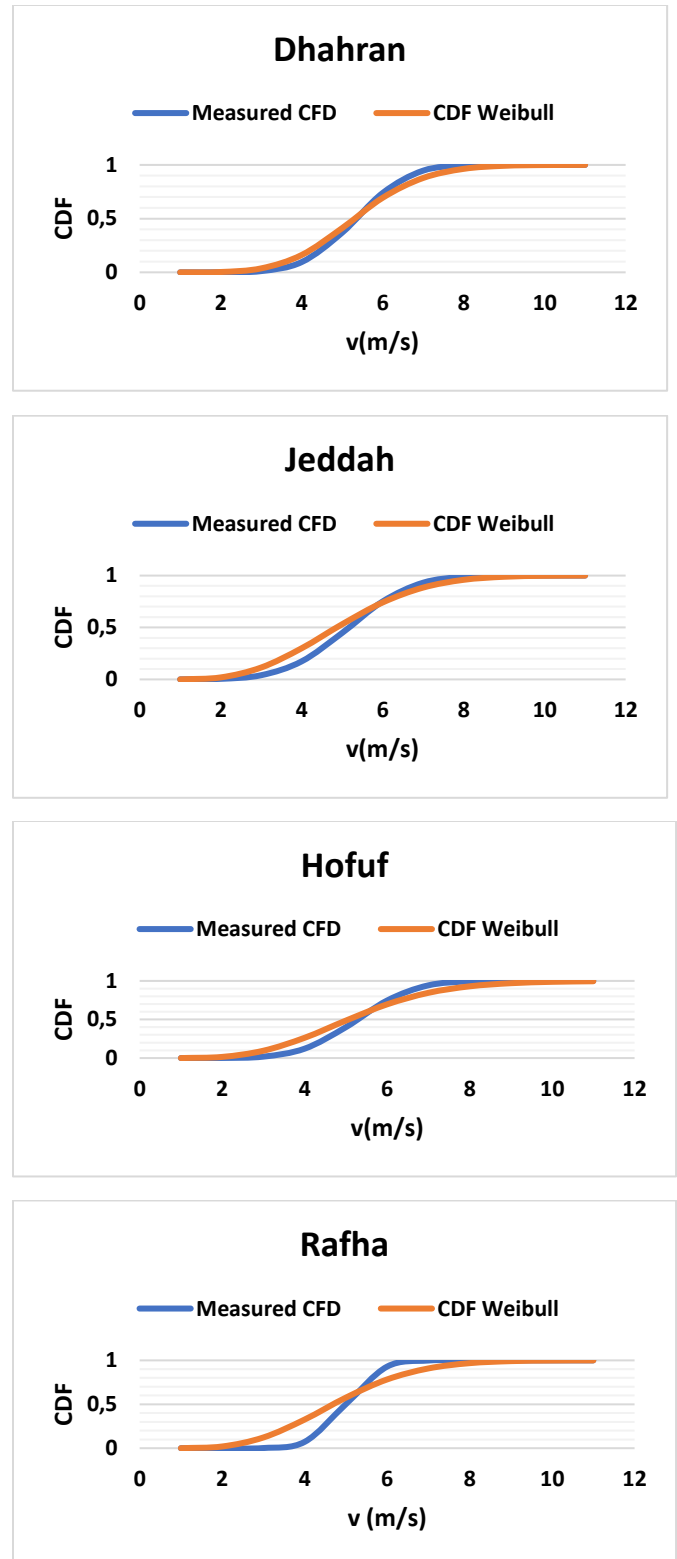 Dhahran
Measured CFD CDF Weibull
1
0,5
0
CDF
0 2 4 6 8 10 12
v(m/s)
Jeddah
Measured CFD CDF Weibull
1
0,5
0
CDF
0 2 4 6 8 10 12
v(m/s)
Hofuf
Measured CFD CDF Weibull
1
0,5
0
CDF
0 2 4 6 8 10 12
v(m/s)
Rafha
Measured CFD CDF Weibull
1
0,5
0
CDF
0 2 4 6 8 10 12
v (m/s)